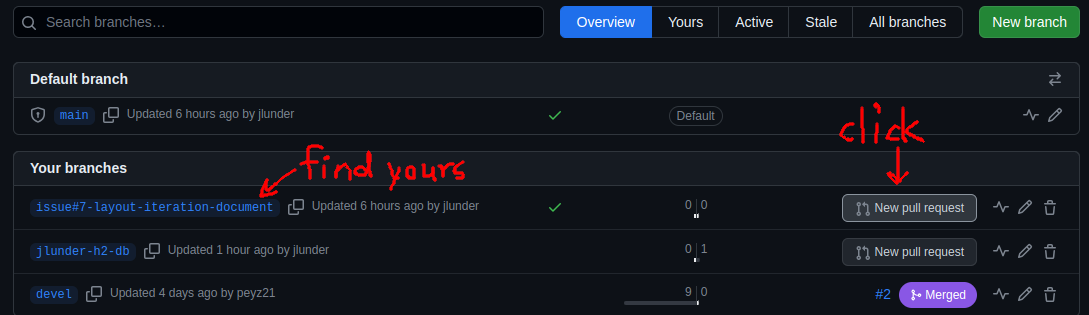 Search branches…
Overview Yours Active Stale All branches New branch
Default branch
main Updated 6 hours ago by jlunder Default
click
find yours
Your branches
issue#7-layout-iteration-document Updated 6 hours ago by jlunder 0 0 New pull request
jlunder-h2-db Updated 1 hour ago by jlunder 0 1 New pull request
devel Updated 4 days ago by peyz21 9 0 #2 Merged